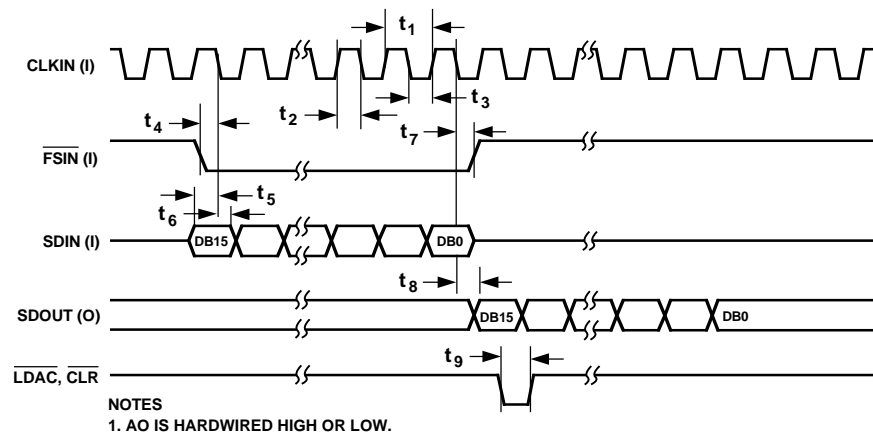 t1
CLKIN (I)
t2
t3
t4
t7
FSIN (I)
t5
t6
SDIN (I)
DB15
DB0
t8
SDOUT (O)
DB15
DB0
t9
LDAC, CLR
NOTES
1. AO IS HARDWIRED HIGH OR LOW.